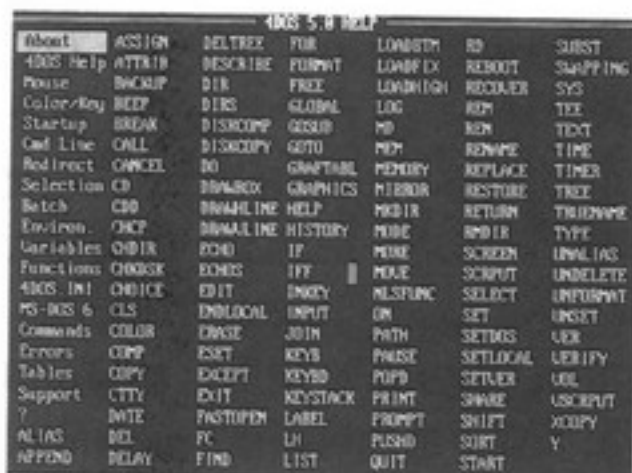 4DOS 5.0 HELP
About ASSIGN DELTREE FOR LOADBTM RD SUBST
4DOS Help ATTRIB DESCRIBE FORMAT LOADFIX REBOOT SWAPPING
Mouse BACKUP DIR FREE LOADHIGH RECOVER SYS
Color/Key BEEP DIRS GLOBAL LOG REM TEE
Startup BREAK DISKCOMP GOSUB MD REN TEXT
Cmd Line CALL DISKCOPY GOTO MEM RENAME TIME
Redirect CANCEL DO GRAFTABL MEMORY REPLACE TIMER
Selection CD DRAWBOX GRAPHICS MIRROR RESTORE TREE
Batch CDD DRAWHLINE HELP MKDIR RETURN TRUENAME
Environ. CHCP DRAWVLINE HISTORY MODE RMDIR TYPE
Variables CHDIR ECHO IF MORE SCREEN UNALIAS
Functions CHKDSK ECHOS IFF MOVE SCRPUT UNDELETE
4DOS INI CHOICE EDIT INKEY NLSFUNC SELECT UNFORMAT
MS-DOS 6 CLS ENDLOCAL INPUT ON SET UNSET
Commands COLOR ERASE JOIN PATH SETDOS VER
Errors COMP ESET KEYB PAUSE SETLOCAL VERIFY
Tables COPY EXCEPT KEYBD POPD SETVER VOL
Support CTTY EXIT KEYSTACK PRINT SHARE VSCRPUT
? DATE FASTOPEN LABEL PROMPT SHIFT XCOPY
ALIAS DEL FC LH PUSHD SORT Y
APPEND DELAY FIND LIST QUIT START